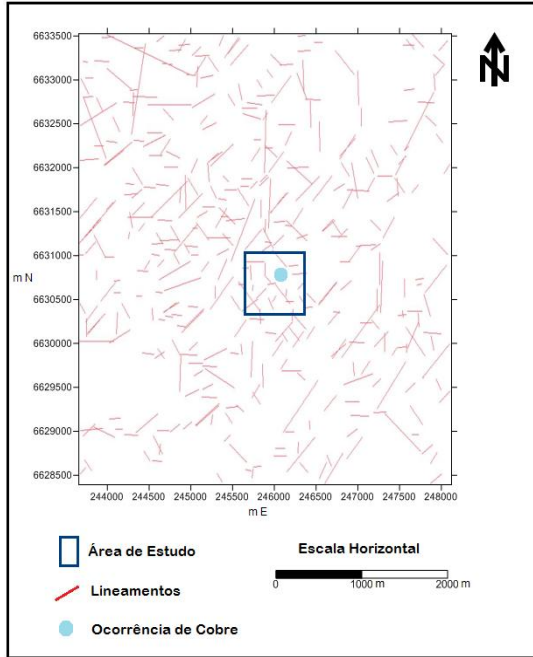 N
6633500
6633000
6632500
6632000
6631500
6631000
m N
6630500
6630000
6629500
6629000
6628500
244000 244500 245000 245500 246000 246500 247000 247500 248000
m E
Área de Estudo
Escala Horizontal
Lineamentos
0 1000 m 2000 m
Ocorrência de Cobre